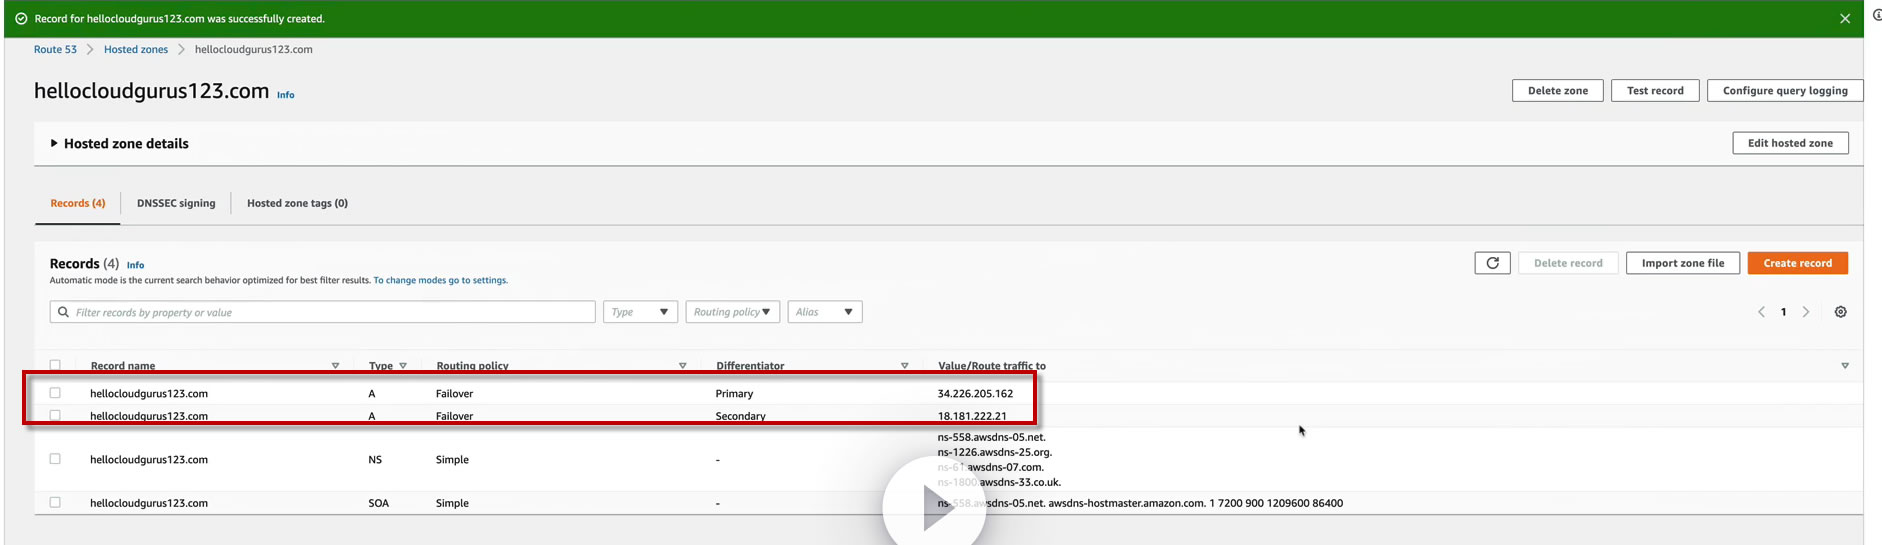 Record for hellocloudgurus123.com was successfully created.
Route 53 Hosted zones hellocloudgurus123.com
hellocloudgurus123.com Info
Delete zone Test record Configure query logging
Hosted zone details
Edit hosted zone
Records (4) DNSSEC signing Hosted zone tags (0)
Records (4) Info
Automatic mode is the current search behavior optimized for best filter results. To change modes go to settings.
Delete record Import zone file Create record
Filter records by property or value Type Routing policy Alias
1
Record name Type Routing policy Differentiator Value/Route traffic to
hellocloudgurus123.com A Failover Primary 34.226.205.162
hellocloudgurus123.com A Failover Secondary 18.181.222.21
ns-558.awsdns-05.net.
ns-1226.awsdns-25.org.
hellocloudgurus123.com NS Simple -
awsdns-07.com.
ns-1800.awsdns-33.co.uk.
hellocloudgurus123.com SOA Simple - ns-558.awsdns-05.net. awsdns-hostmaster.amazon.com. 1 7200 900 1209600 86400